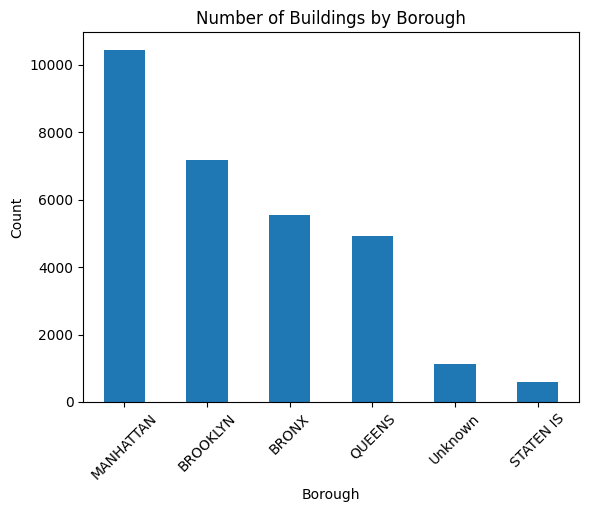 Number of Buildings by Borough
Count
10000
8000
6000
4000
2000
0
MANHATTAN
BROOKLYN
BRONX
QUEENS
Unknown
STATEN IS
Borough